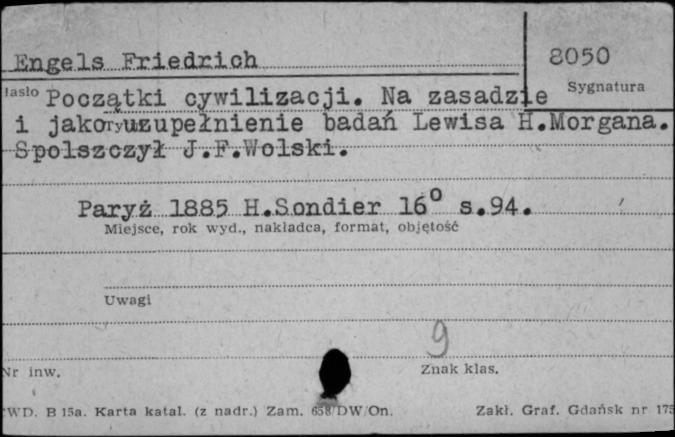 Engels Friedrich
8050
Hasło
Sygnatura
Początki cywilizacji. Na zasadzie
i jako uzupełnienie badań Lewisa H.Morgana.
Spolszczył J.F.Wolski.
Paryż 1885 H.Sondier 16° s.94.
Miejsce, rok wyd., nakładca, format, objętość
Uwagi
9
Nr inw.
Znak klas.
WD. B 15a. Karta katal. (z nadr.) Zam. 658/DW/On.
Zakł. Graf. Gdańsk nr 175